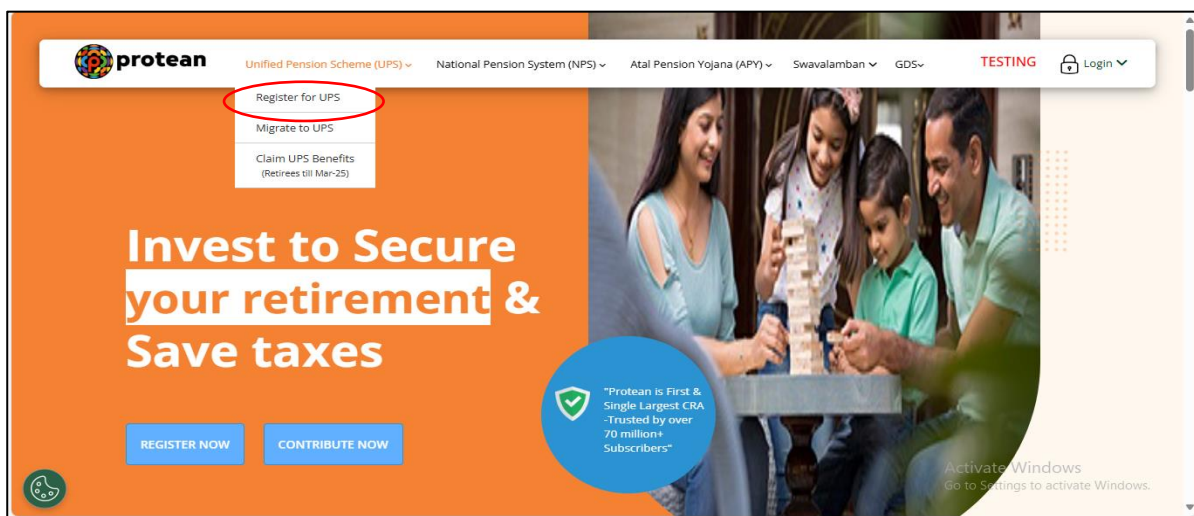 protean
Unified Pension Scheme (UPS)
National Pension System (NPS)
Atal Pension Yojana (APY)
Swavalamban
GDS
TESTING
Login
Register for UPS
Migrate to UPS
Claim UPS Benefits
(Retirees till Mar-25)
Invest to Secure
your retirement &
Save taxes
"Protean is First &
Single Largest CRA
-Trusted by over
70 million+
Subscribers"
REGISTER NOW
CONTRIBUTE NOW
Activate Windows
Go to Settings to activate Windows.